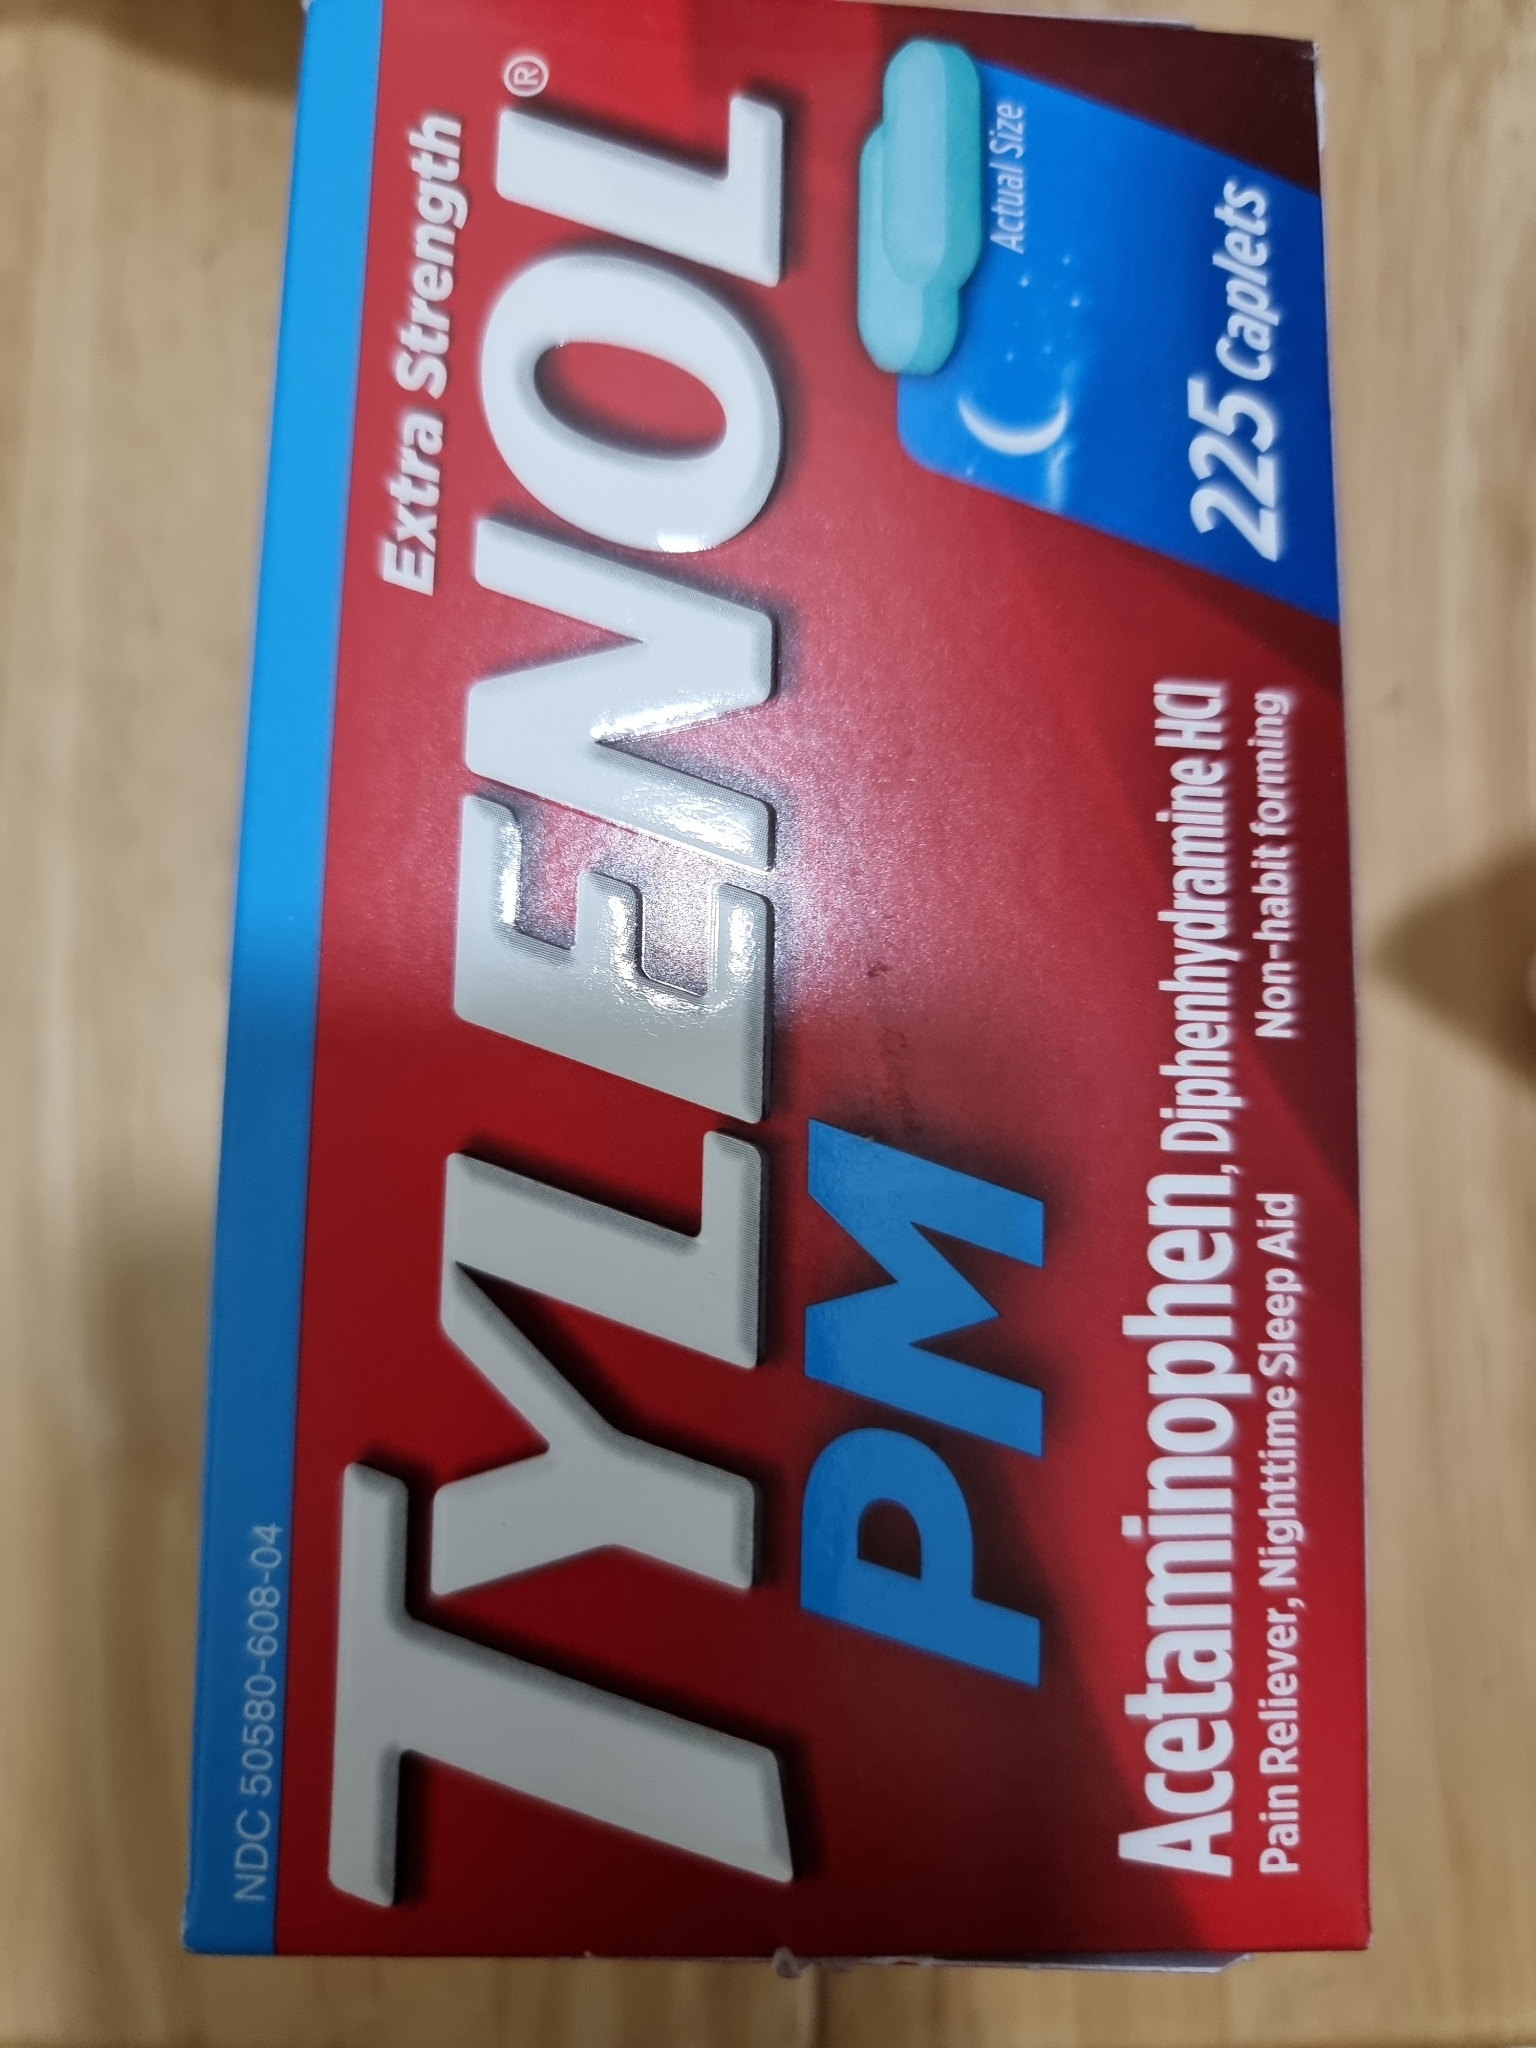 NDC 50580-608-04
Extra Strength
TYLENOL®
PM
Actual Size
Acetaminophen, Diphenhydramine HCl
Pain Reliever, Nighttime Sleep Aid
Non-habit forming
225 Caplets